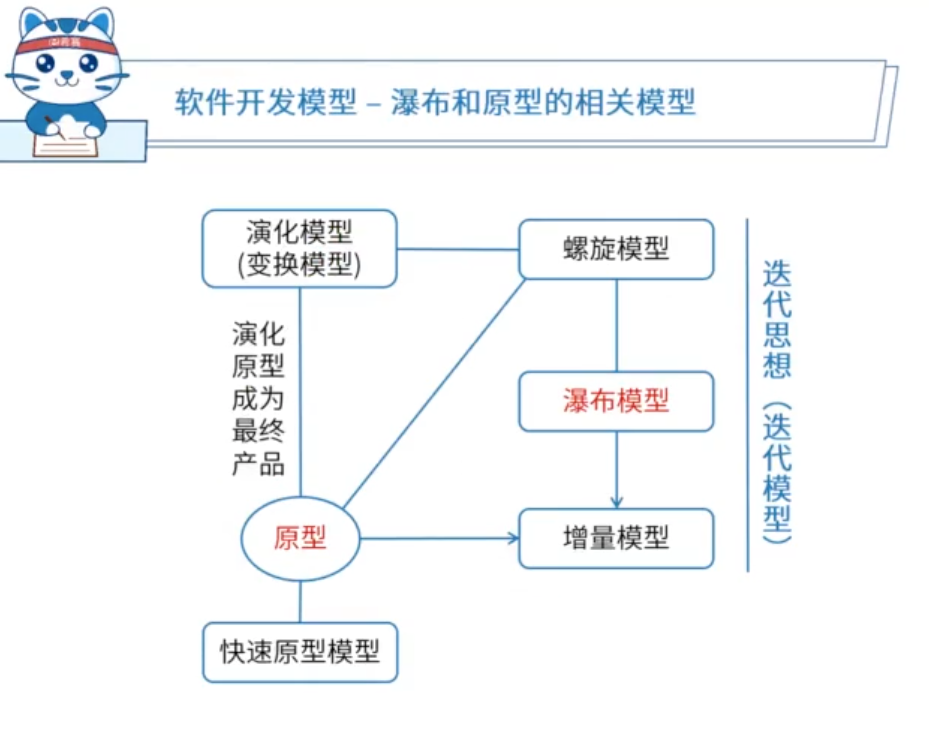 软件开发模型 – 瀑布和原型的相关模型
演化模型
(变换模型)
螺旋模型
演化
原型
成为
最终
产品
瀑布模型
原型
增量模型
快速原型模型
迭代思想（迭代模型）